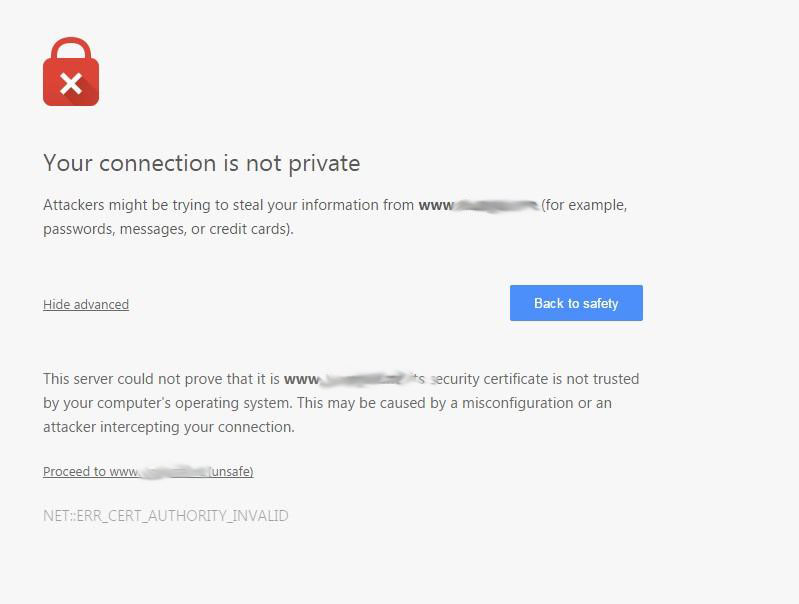 Your connection is not private
Attackers might be trying to steal your information from www (for example,
passwords, messages, or credit cards).
Hide advanced
Back to safety
This server could not prove that it is www security certificate is not trusted
by your computer's operating system. This may be caused by a misconfiguration or an
attacker intercepting your connection.
Proceed to www (unsafe)
NET::ERR_CERT_AUTHORITY_INVALID